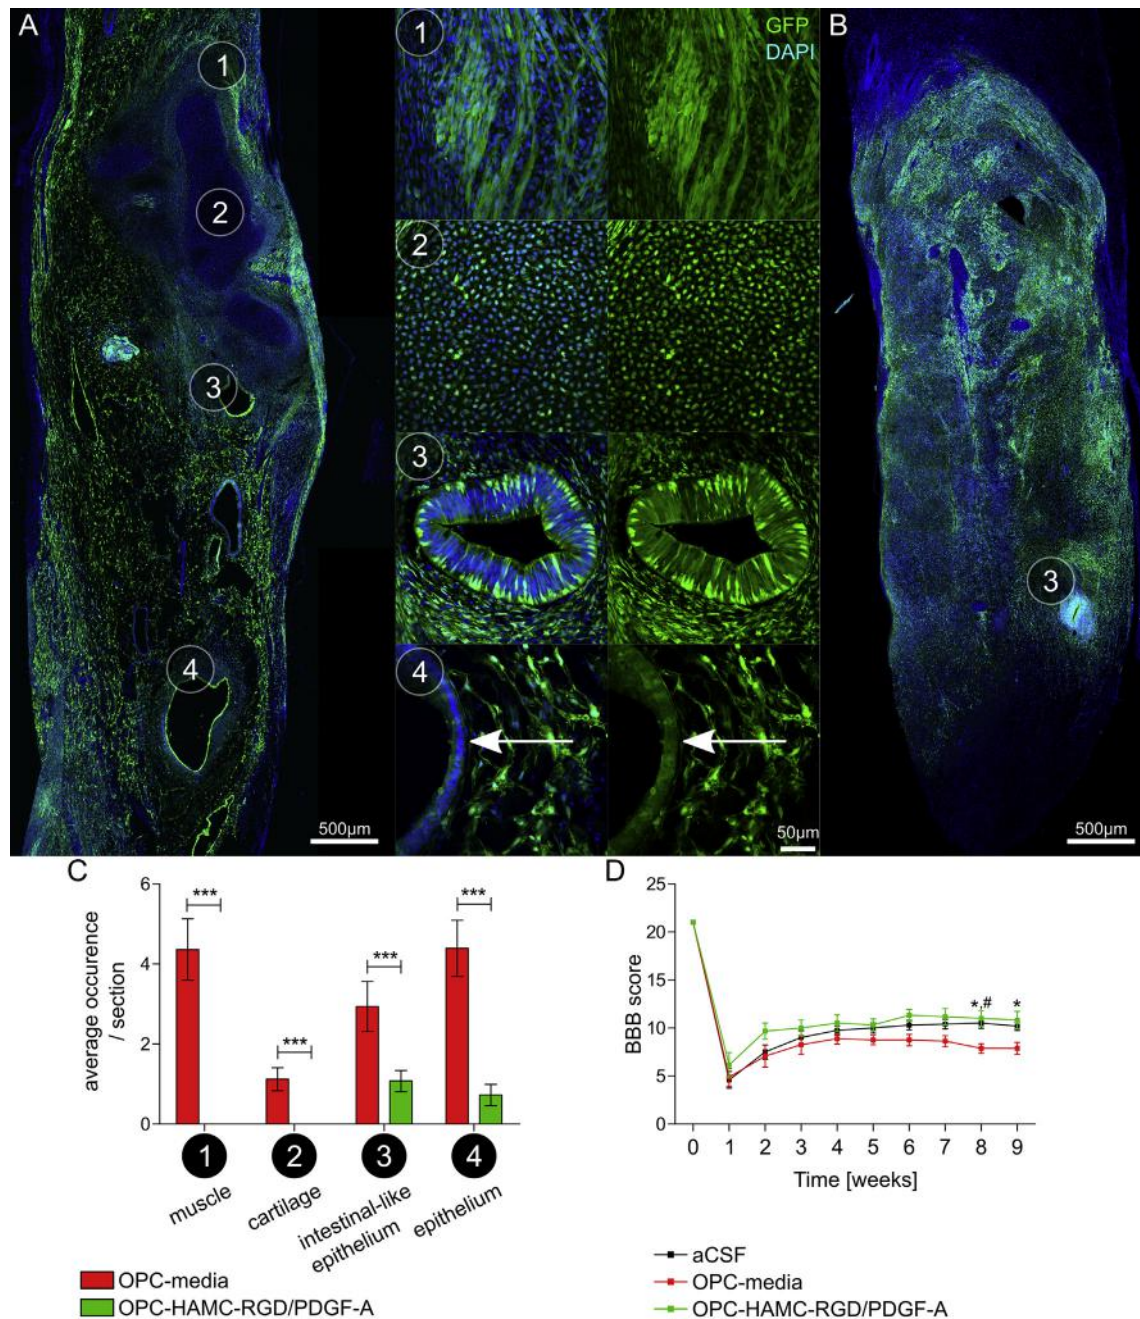 A
1
2
3
4
500µm
1
GFP
DAPI
2
3
4
50µm
B
3
500µm
C
average occurence
/ section
6
4
2
0
***
***
***
***
1
2
3
4
muscle
cartilage
intestinal-like
epithelium
epithelium
OPC-media
OPC-HAMC-RGD/PDGF-A
D
BBB score
25
20
15
10
5
0
*,#
*
0 1 2 3 4 5 6 7 8 9
Time [weeks]
aCSF
OPC-media
OPC-HAMC-RGD/PDGF-A